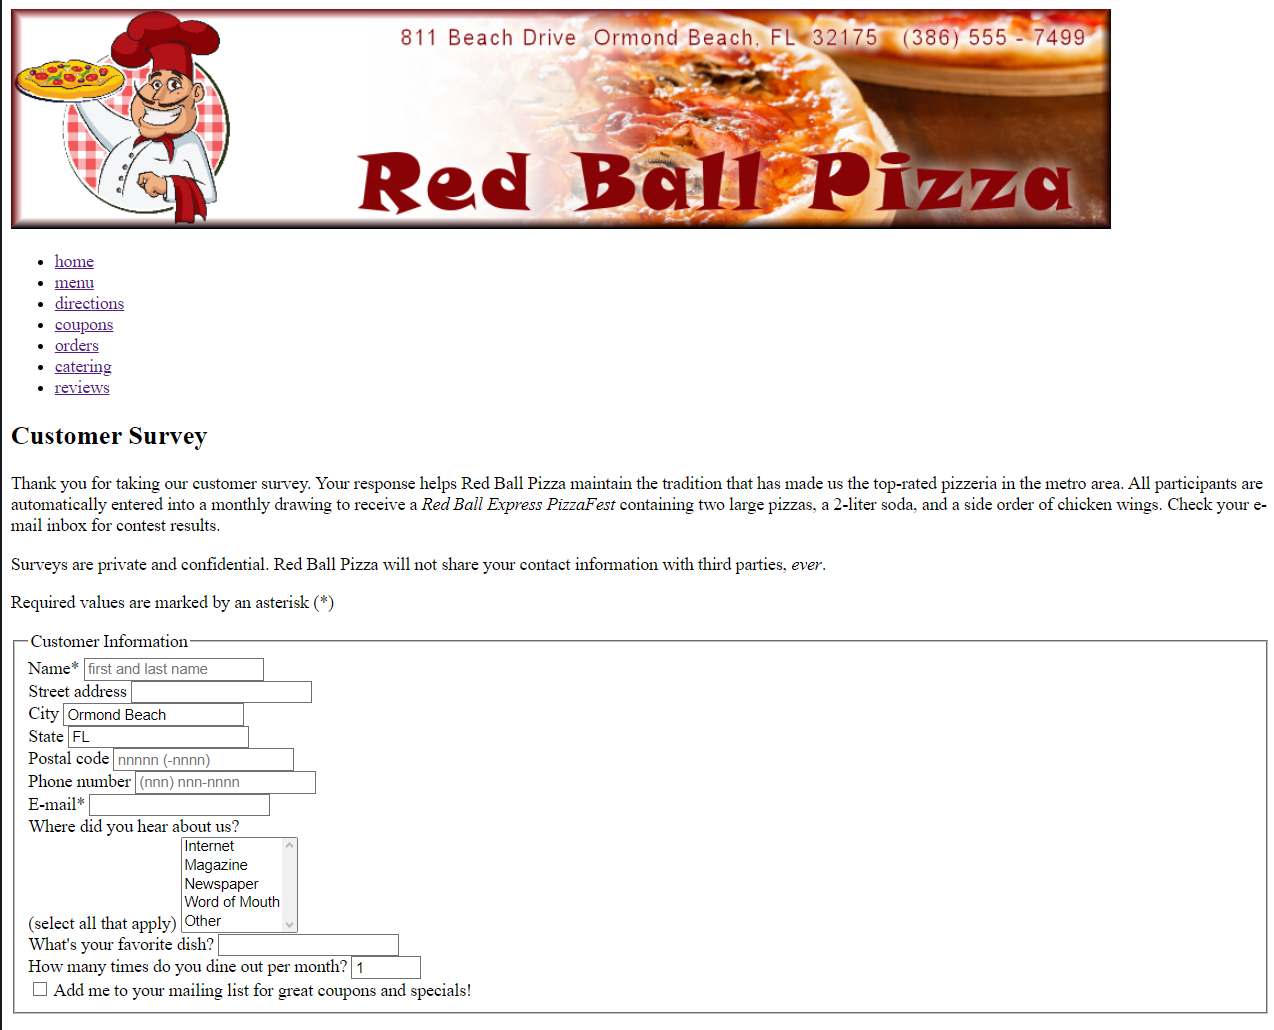 811 Beach Drive Ormond Beach, FL 32175 (386) 555 - 7499
Red Ball Pizza
home
menu
directions
coupons
orders
catering
reviews
Customer Survey
Thank you for taking our customer survey. Your response helps Red Ball Pizza maintain the tradition that has made us the top-rated pizzeria in the metro area. All participants are
automatically entered into a monthly drawing to receive a Red Ball Express PizzaFest containing two large pizzas, a 2-liter soda, and a side order of chicken wings. Check your e-
mail inbox for contest results.
Surveys are private and confidential. Red Ball Pizza will not share your contact information with third parties, ever.
Required values are marked by an asterisk (*)
Customer Information
Name* first and last name
Street address
City Ormond Beach
State FL
Postal code nnnnn (-nnnn)
Phone number (nnn) nnn-nnnn
E-mail*
Where did you hear about us?
Internet
Magazine
Newspaper
Word of Mouth
(select all that apply) Other
What's your favorite dish?
How many times do you dine out per month? 1
Add me to your mailing list for great coupons and specials!